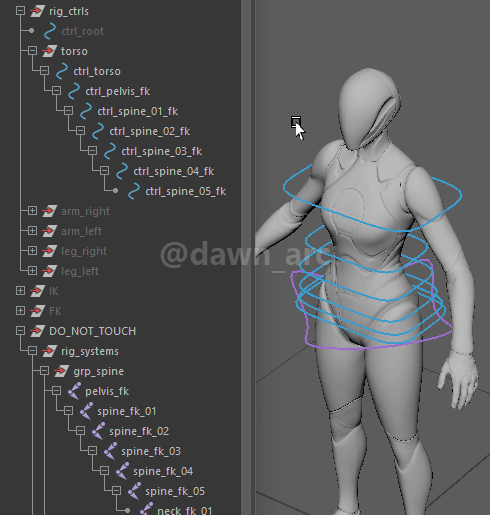 rig_ctrls
ctrl_root
torso
ctrl_torso
ctrl_pelvis_fk
ctrl_spine_01_fk
ctrl_spine_02_fk
ctrl_spine_03_fk
ctrl_spine_04_fk
ctrl_spine_05_fk
arm_right
arm_left
leg_right
@dawn_arc
leg_left
IK
FK
DO_NOT_TOUCH
rig_systems
grp_spine
pelvis_fk
spine_fk_01
spine_fk_02
spine_fk_03
spine_fk_04
spine_fk_05
neck_fk_01